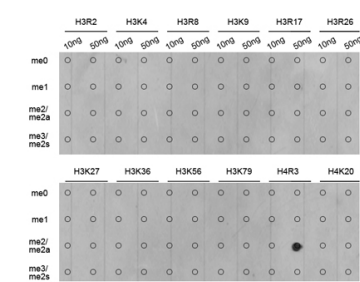 H3R2 H3K4 H3R8 H3K9 H3R17 H3R26
10ng 50ng 10ng 50ng 10ng 50ng 10ng 50ng 10ng 50ng 10ng 50ng
me0
me1
me2/
me2a
me3/
me2s
H3K27 H3K36 H3K56 H3K79 H4R3 H4K20
me0
me1
me2/
me2a
me3/
me2s